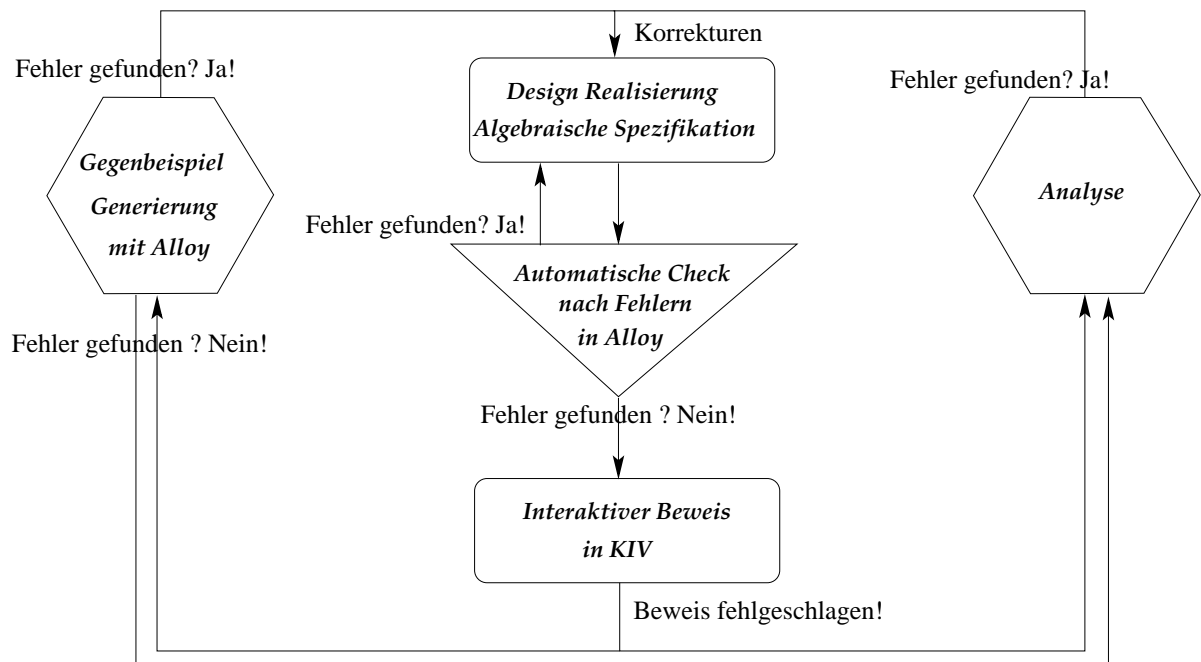 Korrekturen
Fehler gefunden? Ja!
Fehler gefunden? Ja!
Design Realisierung
Algebraische Spezifikation
Gegenbeispiel
Generierung
mit Alloy
Analyse
Fehler gefunden? Ja!
Automatische Check
nach Fehlern
in Alloy
Fehler gefunden ? Nein!
Fehler gefunden ? Nein!
Interaktiver Beweis
in KIV
Beweis fehlgeschlagen!